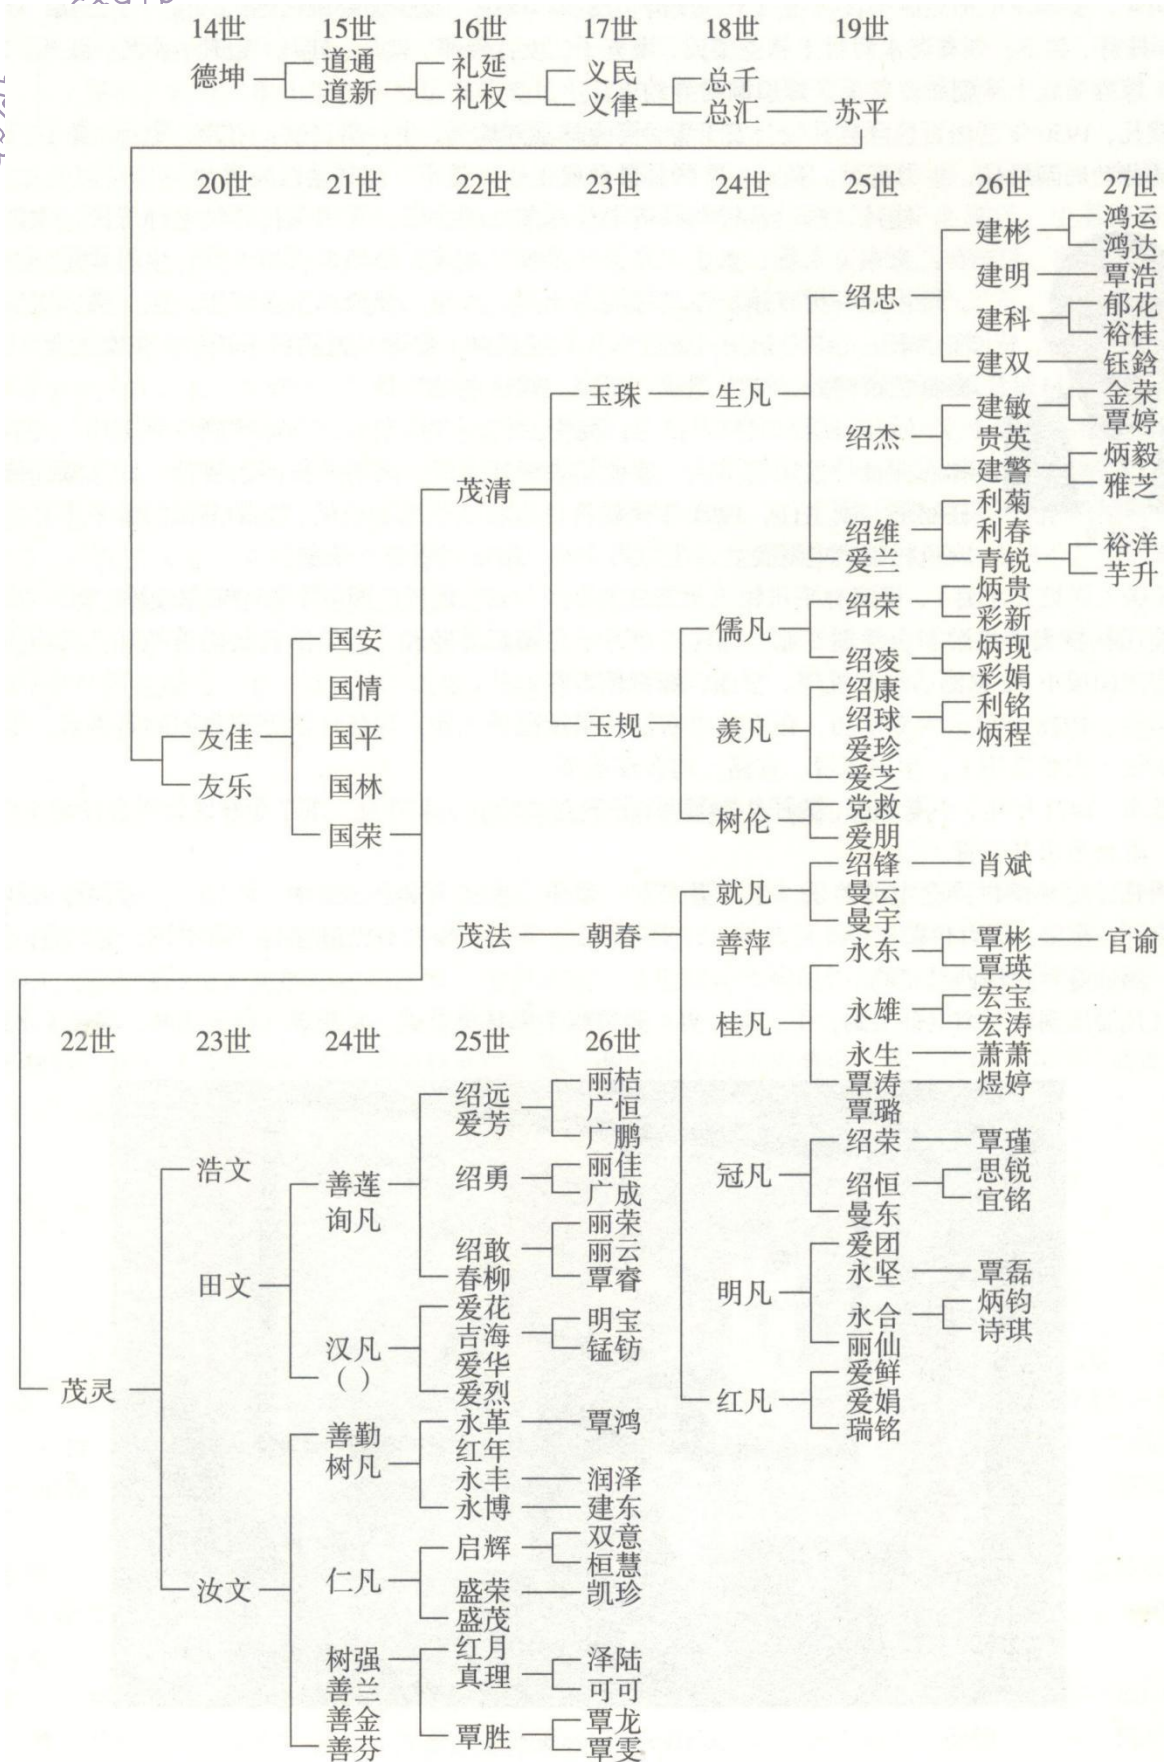 14世 15世 16世 17世 18世 19世
德坤 道通 礼延 义民 总千
道新 礼权 义律 总汇 苏平
20世 21世 22世 23世 24世 25世 26世 27世
鸿运
建彬
鸿达
建明 覃浩
绍忠 郁花
建科
裕桂
建双 钰鎗
玉珠 生凡 建敏 金荣
覃婷
绍杰 贵英
炳毅
建警
雅芝
茂清 利菊
绍维 利春
裕洋
爱兰 青锐
芋升
炳贵
绍荣
彩新
儒凡
国安 炳现
绍凌
彩娟
国情 绍康
利铭
绍球
玉规 羡凡 炳程
友佳 国平 爱珍
爱芝
友乐 国林
党救
树伦
国荣 爱朋
绍锋 肖斌
就凡 曼云
曼宇
茂法 朝春 善萍 永东 覃彬 官谕
覃瑛
宏宝
永雄
桂凡 宏涛
22世 23世 24世 25世 26世
永生 萧萧
丽桔 覃涛 煜婷
绍远 广恒 覃璐
爱芳 广鹏
绍荣 覃瑾
浩文 丽佳
绍勇 冠凡 思锐
善莲 广成 绍恒
宜铭
询凡 丽荣 曼东
绍敢 丽云 爱团
田文 春柳 覃睿 永坚 覃磊
明凡
爱花 炳钧
吉海 明宝 永合
诗琪
汉凡 锰钫 丽仙
爱华
( ) 爱鲜
茂灵 爱烈
红凡 爱娟
永革 覃鸿 瑞铭
善勤
红年
树凡
永丰 润泽
永博 建东
双意
启辉
桓慧
仁凡
汝文 盛荣 凯珍
盛茂
红月
树强 泽陆
真理
善兰 可可
善金 覃龙
覃胜
善芬 覃雯